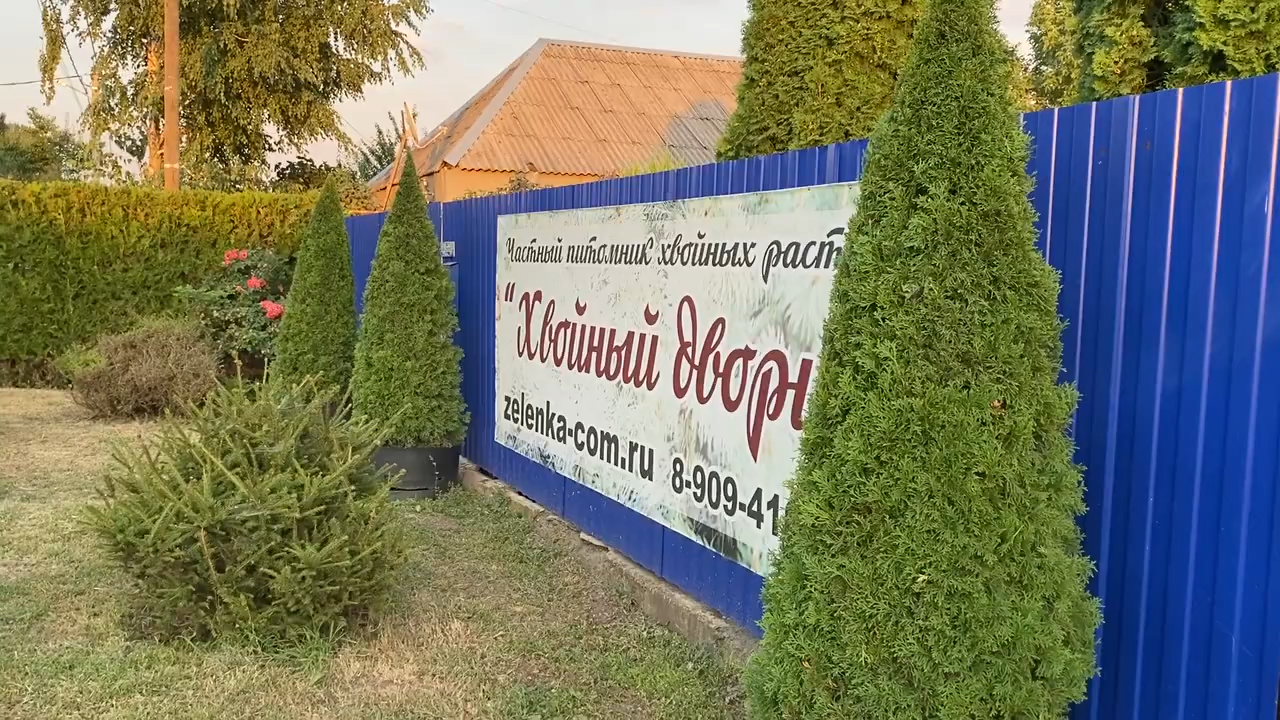 Частный питомник хвойных раст
"Хвойный двор
zelenka-com.ru 8-909-41